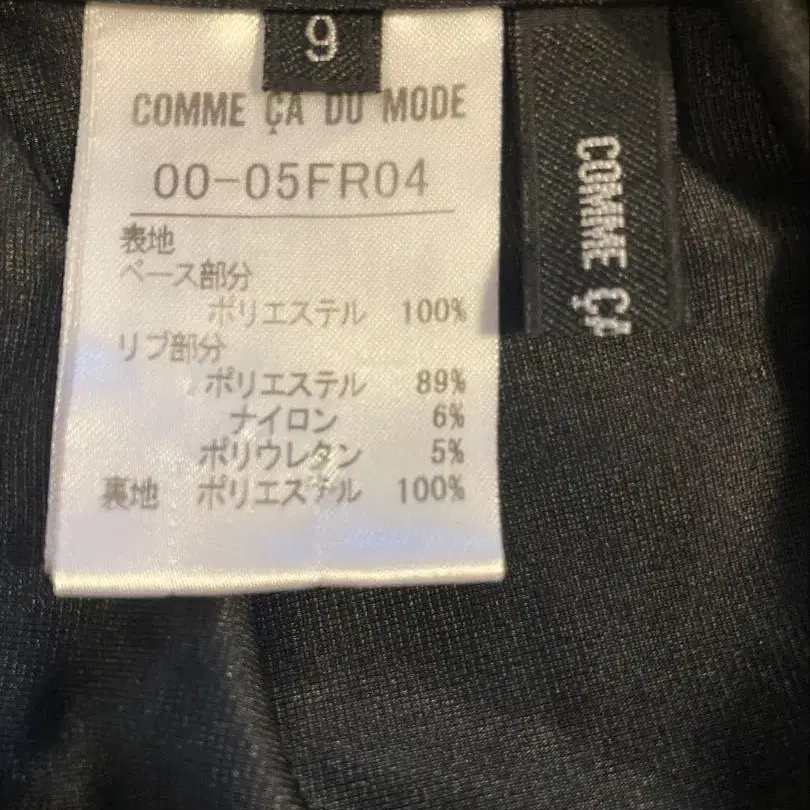 9
COMME ÇA DU MODE
00-05FR04
表地
ベース部分
ポリエステル 100%
リブ部分
ポリエステル 89%
ナイロン 6%
ポリウレタン 5%
裏地 ポリエステル 100%
COMME ÇA